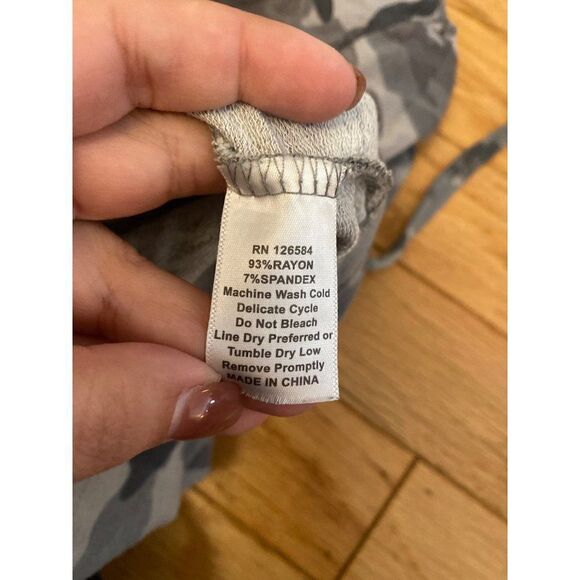 RN 126584
93%RAYON
7%SPANDEX
Machine Wash Cold
Delicate Cycle
Do Not Bleach
Line Dry Preferred or
Tumble Dry Low
Remove Promptly
MADE IN CHINA